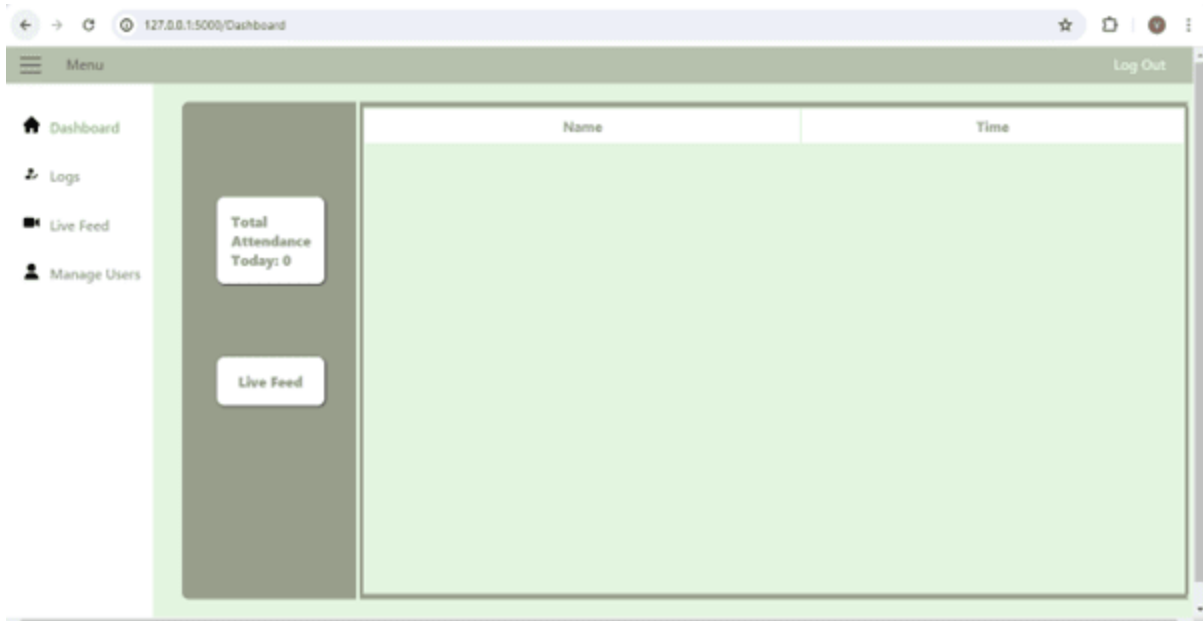 127.0.0.1:5000/Dashboard
Menu
Log Out
Dashboard
Logs
Live Feed
Manage Users
Total
Attendance
Today: 0
Live Feed
Name
Time